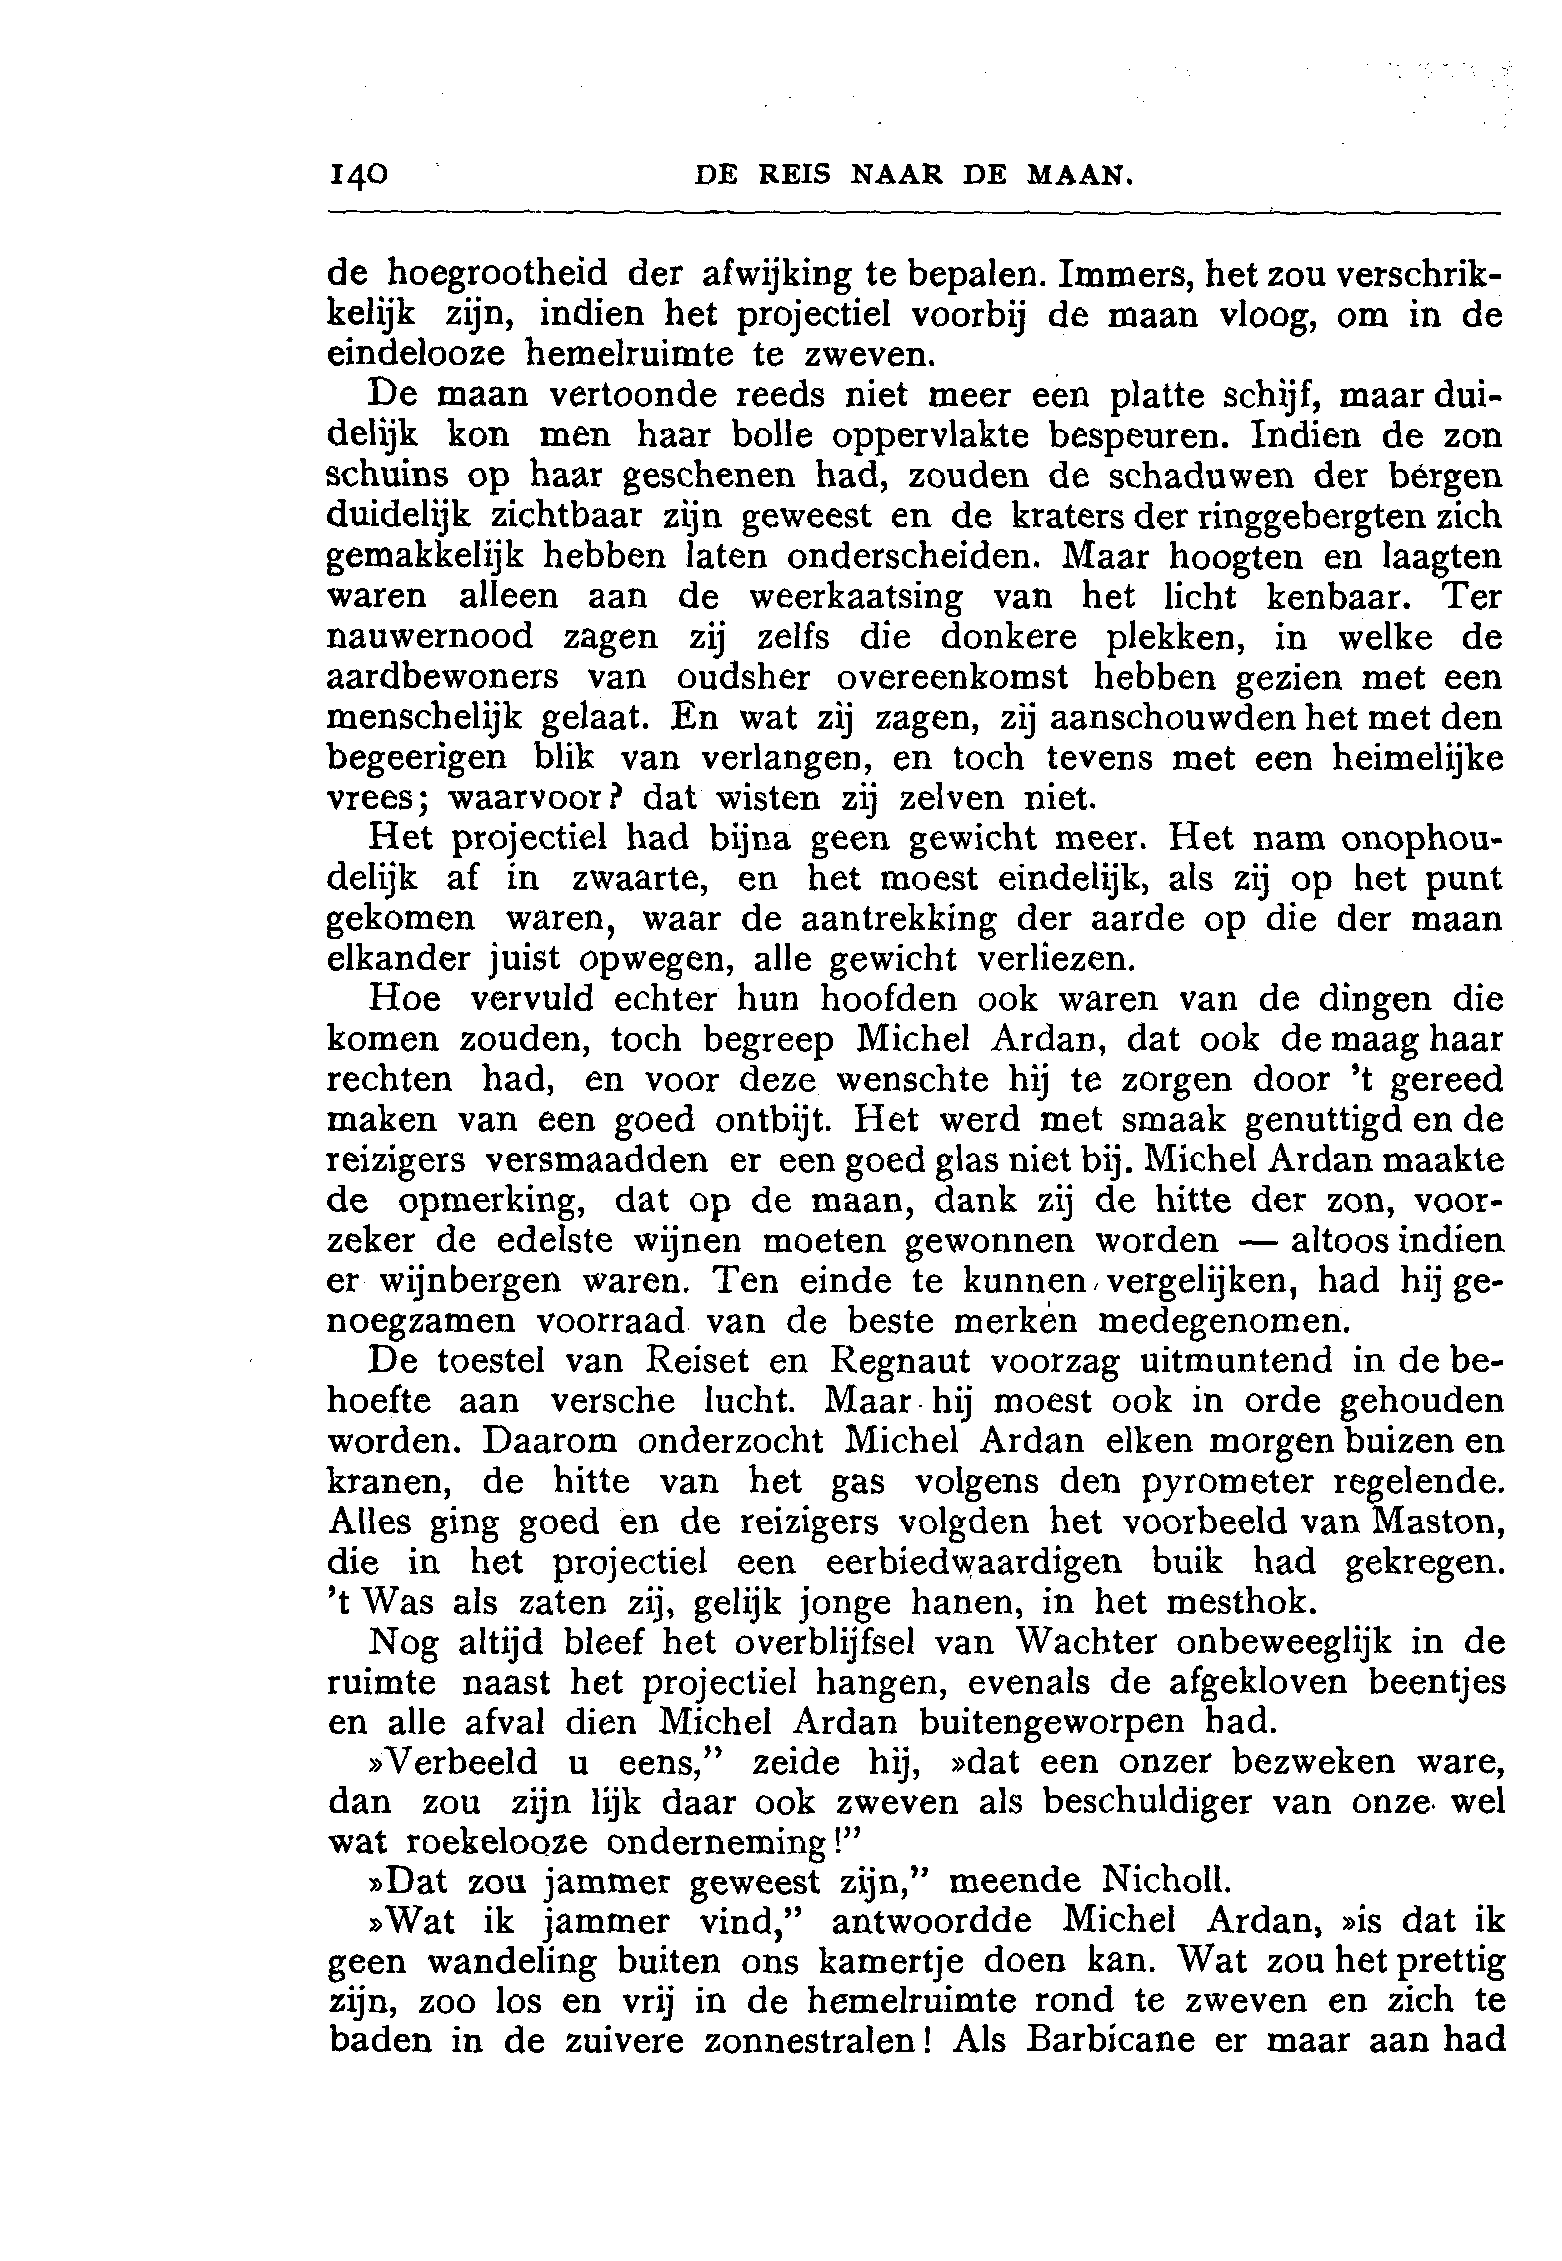 140 DE REIS NAAR DE MAAN.
de hoegrootheid der afwijking te bepalen. Immers, het zou verschrik-
kelijk zijn, indien het projectiel voorbij de maan vloog, om in de
eindelooze hemelruimte te zweven.
De maan vertoonde reeds niet meer een platte schijf, maar dui-
delijk kon men haar bolle oppervlakte bespeuren. Indien de zon
schuins op haar geschenen had, zouden de schaduwen der bergen
duidelijk zichtbaar zijn geweest en de kraters der ringgebergten zich
gemakkelijk hebben laten onderscheiden. Maar hoogten en laagten
waren alleen aan de weerkaatsing van het licht kenbaar. Ter
nauwernood zagen zij zelfs die donkere plekken, in welke de
aardbewoners van oudsher overeenkomst hebben gezien met een
menschelijk gelaat. En wat zij zagen, zij aanschouwden het met den
begeerigen blik van verlangen, en toch tevens met een heimelijke
vrees; waarvoor? dat wisten zij zelven niet.
Het projectiel had bijna geen gewicht meer. Het nam onophou-
delijk af in zwaarte, en het moest eindelijk, als zij op het punt
gekomen waren, waar de aantrekking der aarde op die der maan
elkander juist opwegen, alle gewicht verliezen.
Hoe vervuld echter hun hoofden ook waren van de dingen die
komen zouden, toch begreep Michel Ardan, dat ook de maag haar
rechten had, en voor deze wenschte hij te zorgen door 't gereed
maken van een goed ontbijt. Het werd met smaak genuttigd en de
reizigers versmaadden er een goed glas niet bij. Michel Ardan maakte
de opmerking, dat op de maan, dank zij de hitte der zon, voor-
zeker de edelste wijnen moeten gewonnen worden — altoos indien
er wijnbergen waren. Ten einde te kunnen vergelijken, had hij ge-
noegzamen voorraad van de beste merken medegenomen.
De toestel van Reiset en Regnaut voorzag uitmuntend in de be-
hoefte aan versche lucht. Maar hij moest ook in orde gehouden
worden. Daarom onderzocht Michel Ardan elken morgen buizen en
kranen, de hitte van het gas volgens den pyrometer regelende.
Alles ging goed en de reizigers volgden het voorbeeld van Maston,
die in het projectiel een eerbiedwaardigen buik had gekregen.
't Was als zaten zij, gelijk jonge hanen, in het mesthok.
Nog altijd bleef het overblijfsel van Wachter onbeweeglijk in de
ruimte naast het projectiel hangen, evenals de afgekloven beentjes
en alle afval dien Michel Ardan buitengeworpen had.
»Verbeeld u eens,” zeide hij, »dat een onzer bezweken ware,
dan zou zijn lijk daar ook zweven als beschuldiger van onze wel
wat roekelooze onderneming!”
»Dat zou jammer geweest zijn,” meende Nicholl.
»Wat ik jammer vind,” antwoordde Michel Ardan, »is dat ik
geen wandeling buiten ons kamertje doen kan. Wat zou het prettig
zijn, zoo los en vrij in de hemelruimte rond te zweven en zich te
baden in de zuivere zonnestralen! Als Barbicane er maar aan had